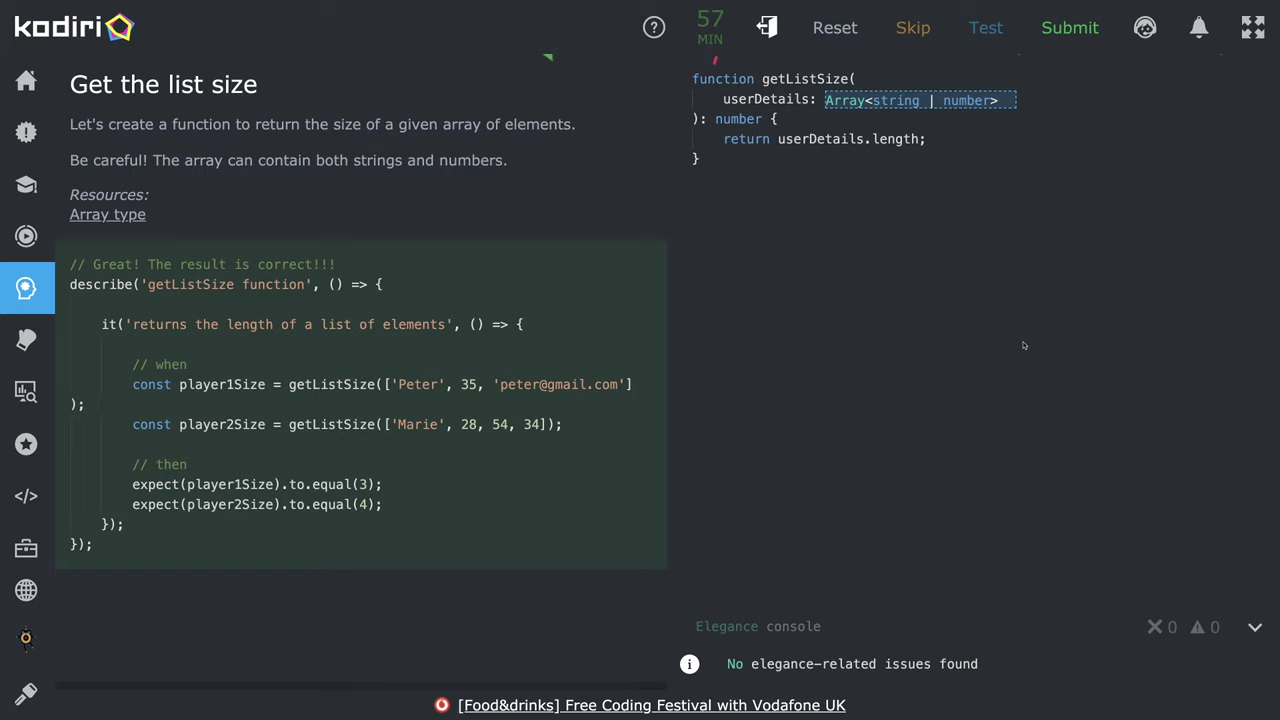 kodiri
57
MIN
Reset
Skip
Test
Submit
Get the list size
Let's create a function to return the size of a given array of elements.
Be careful! The array can contain both strings and numbers.
Resources:
Array type
// Great! The result is correct!!!
describe('getListSize function', () => {
it('returns the length of a list of elements', () => {
// when
const player1Size = getListSize(['Peter', 35, 'peter@gmail.com']
);
const player2Size = getListSize(['Marie', 28, 54, 34]);
// then
expect(player1Size).to.equal(3);
expect(player2Size).to.equal(4);
});
});
function getListSize(
userDetails: Array<string | number>
): number {
return userDetails.length;
}
Elegance console
0
0
No elegance-related issues found
[Food&drinks] Free Coding Festival with Vodafone UK